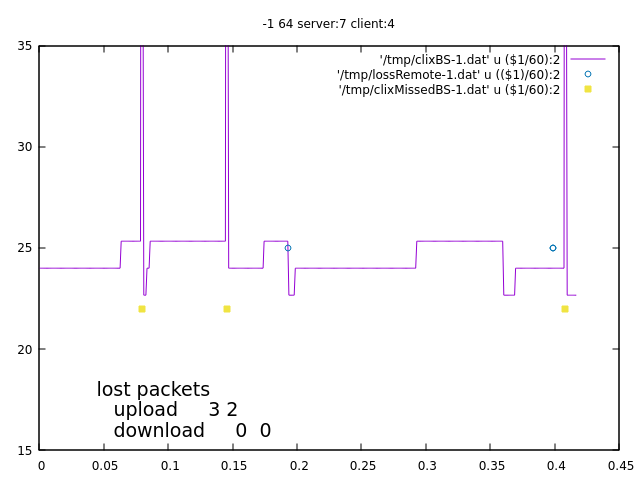 -1 64 server:7 client:4
'/tmp/clixBS-1.dat' u ($1/60):2
'/tmp/lossRemote-1.dat' u (($1)/60):2
'/tmp/clixMissedBS-1.dat' u ($1/60):2
35
30
25
20
15
lost packets
upload 3 2
download 0 0
0 0.05 0.1 0.15 0.2 0.25 0.3 0.35 0.4 0.45